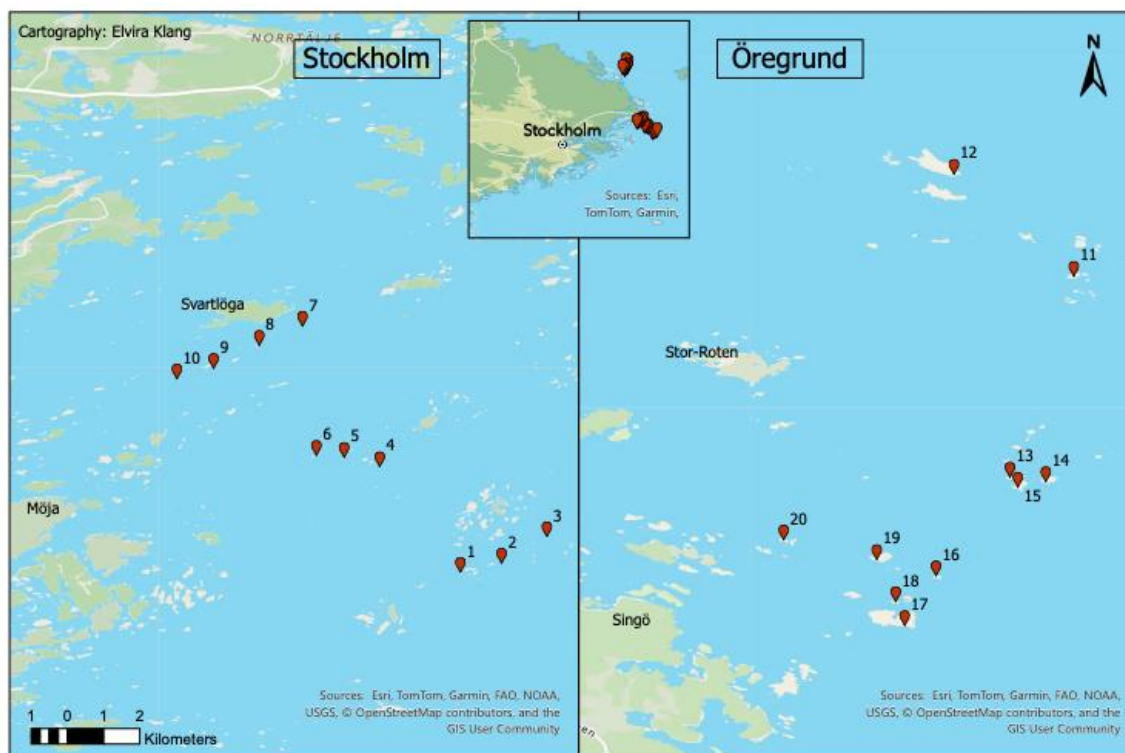 Cartography: Elvira Klang
NORRTÄLJE
Stockholm
Svartlöga
7
8
9
10
6
5
4
Möja
3
2
1
Sources: Esri, TomTom, Garmin, FAO, NOAA,
USGS, © OpenStreetMap contributors, and the
GIS User Community
1 0 1 2
Kilometers
Stockholm
Sources: Esri,
TomTom, Garmin,
Öregrund
N
12
11
Stor-Roten
13
14
15
20
19
16
18
17
Singö
en
Sources: Esri, TomTom, Garmin, FAO, NOAA,
USGS, © OpenStreetMap contributors, and the
GIS User Community